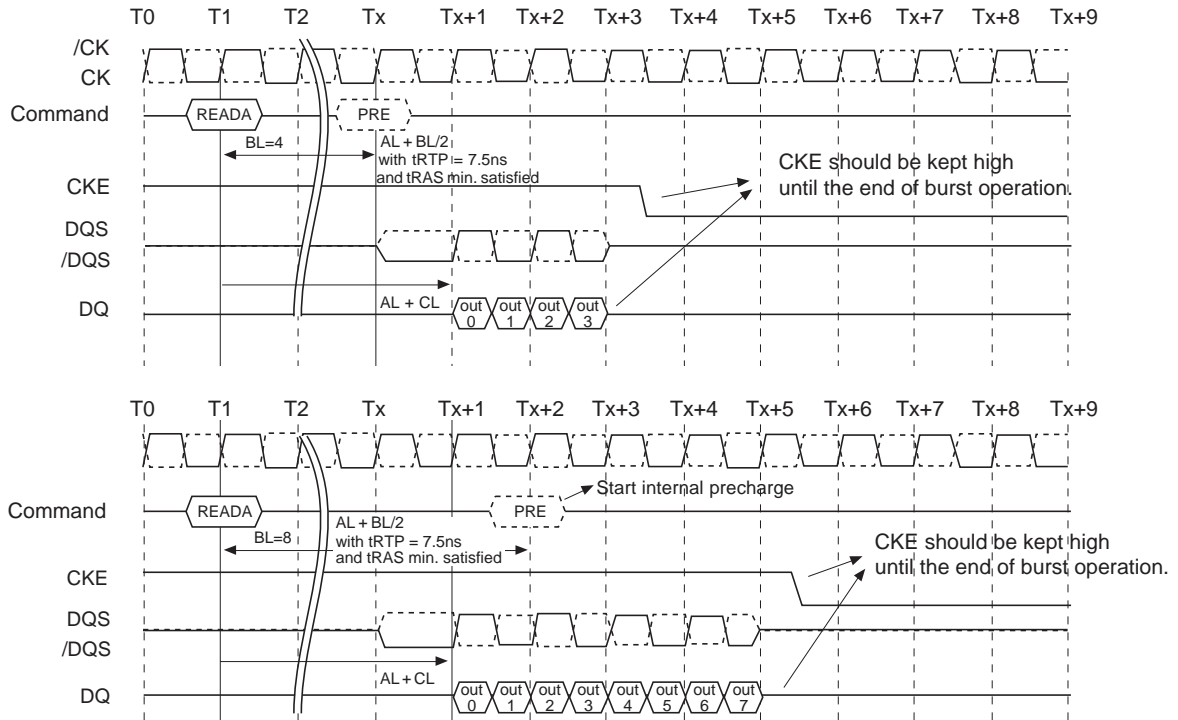 T0 T1 T2 Tx Tx+1 Tx+2 Tx+3 Tx+4 Tx+5 Tx+6 Tx+7 Tx+8 Tx+9
/CK
CK
Command READA PRE
BL=4
AL + BL/2
with tRTP = 7.5ns
and tRAS min. satisfied
CKE should be kept high
until the end of burst operation.
CKE
DQS
/DQS
AL + CL
DQ out 0 out 1 out 2 out 3
T0 T1 T2 Tx Tx+1 Tx+2 Tx+3 Tx+4 Tx+5 Tx+6 Tx+7 Tx+8 Tx+9
Start internal precharge
Command READA PRE
BL=8
AL + BL/2
with tRTP = 7.5ns
and tRAS min. satisfied
CKE should be kept high
until the end of burst operation.
CKE
DQS
/DQS
AL + CL
DQ out 0 out 1 out 2 out 3 out 4 out 5 out 6 out 7